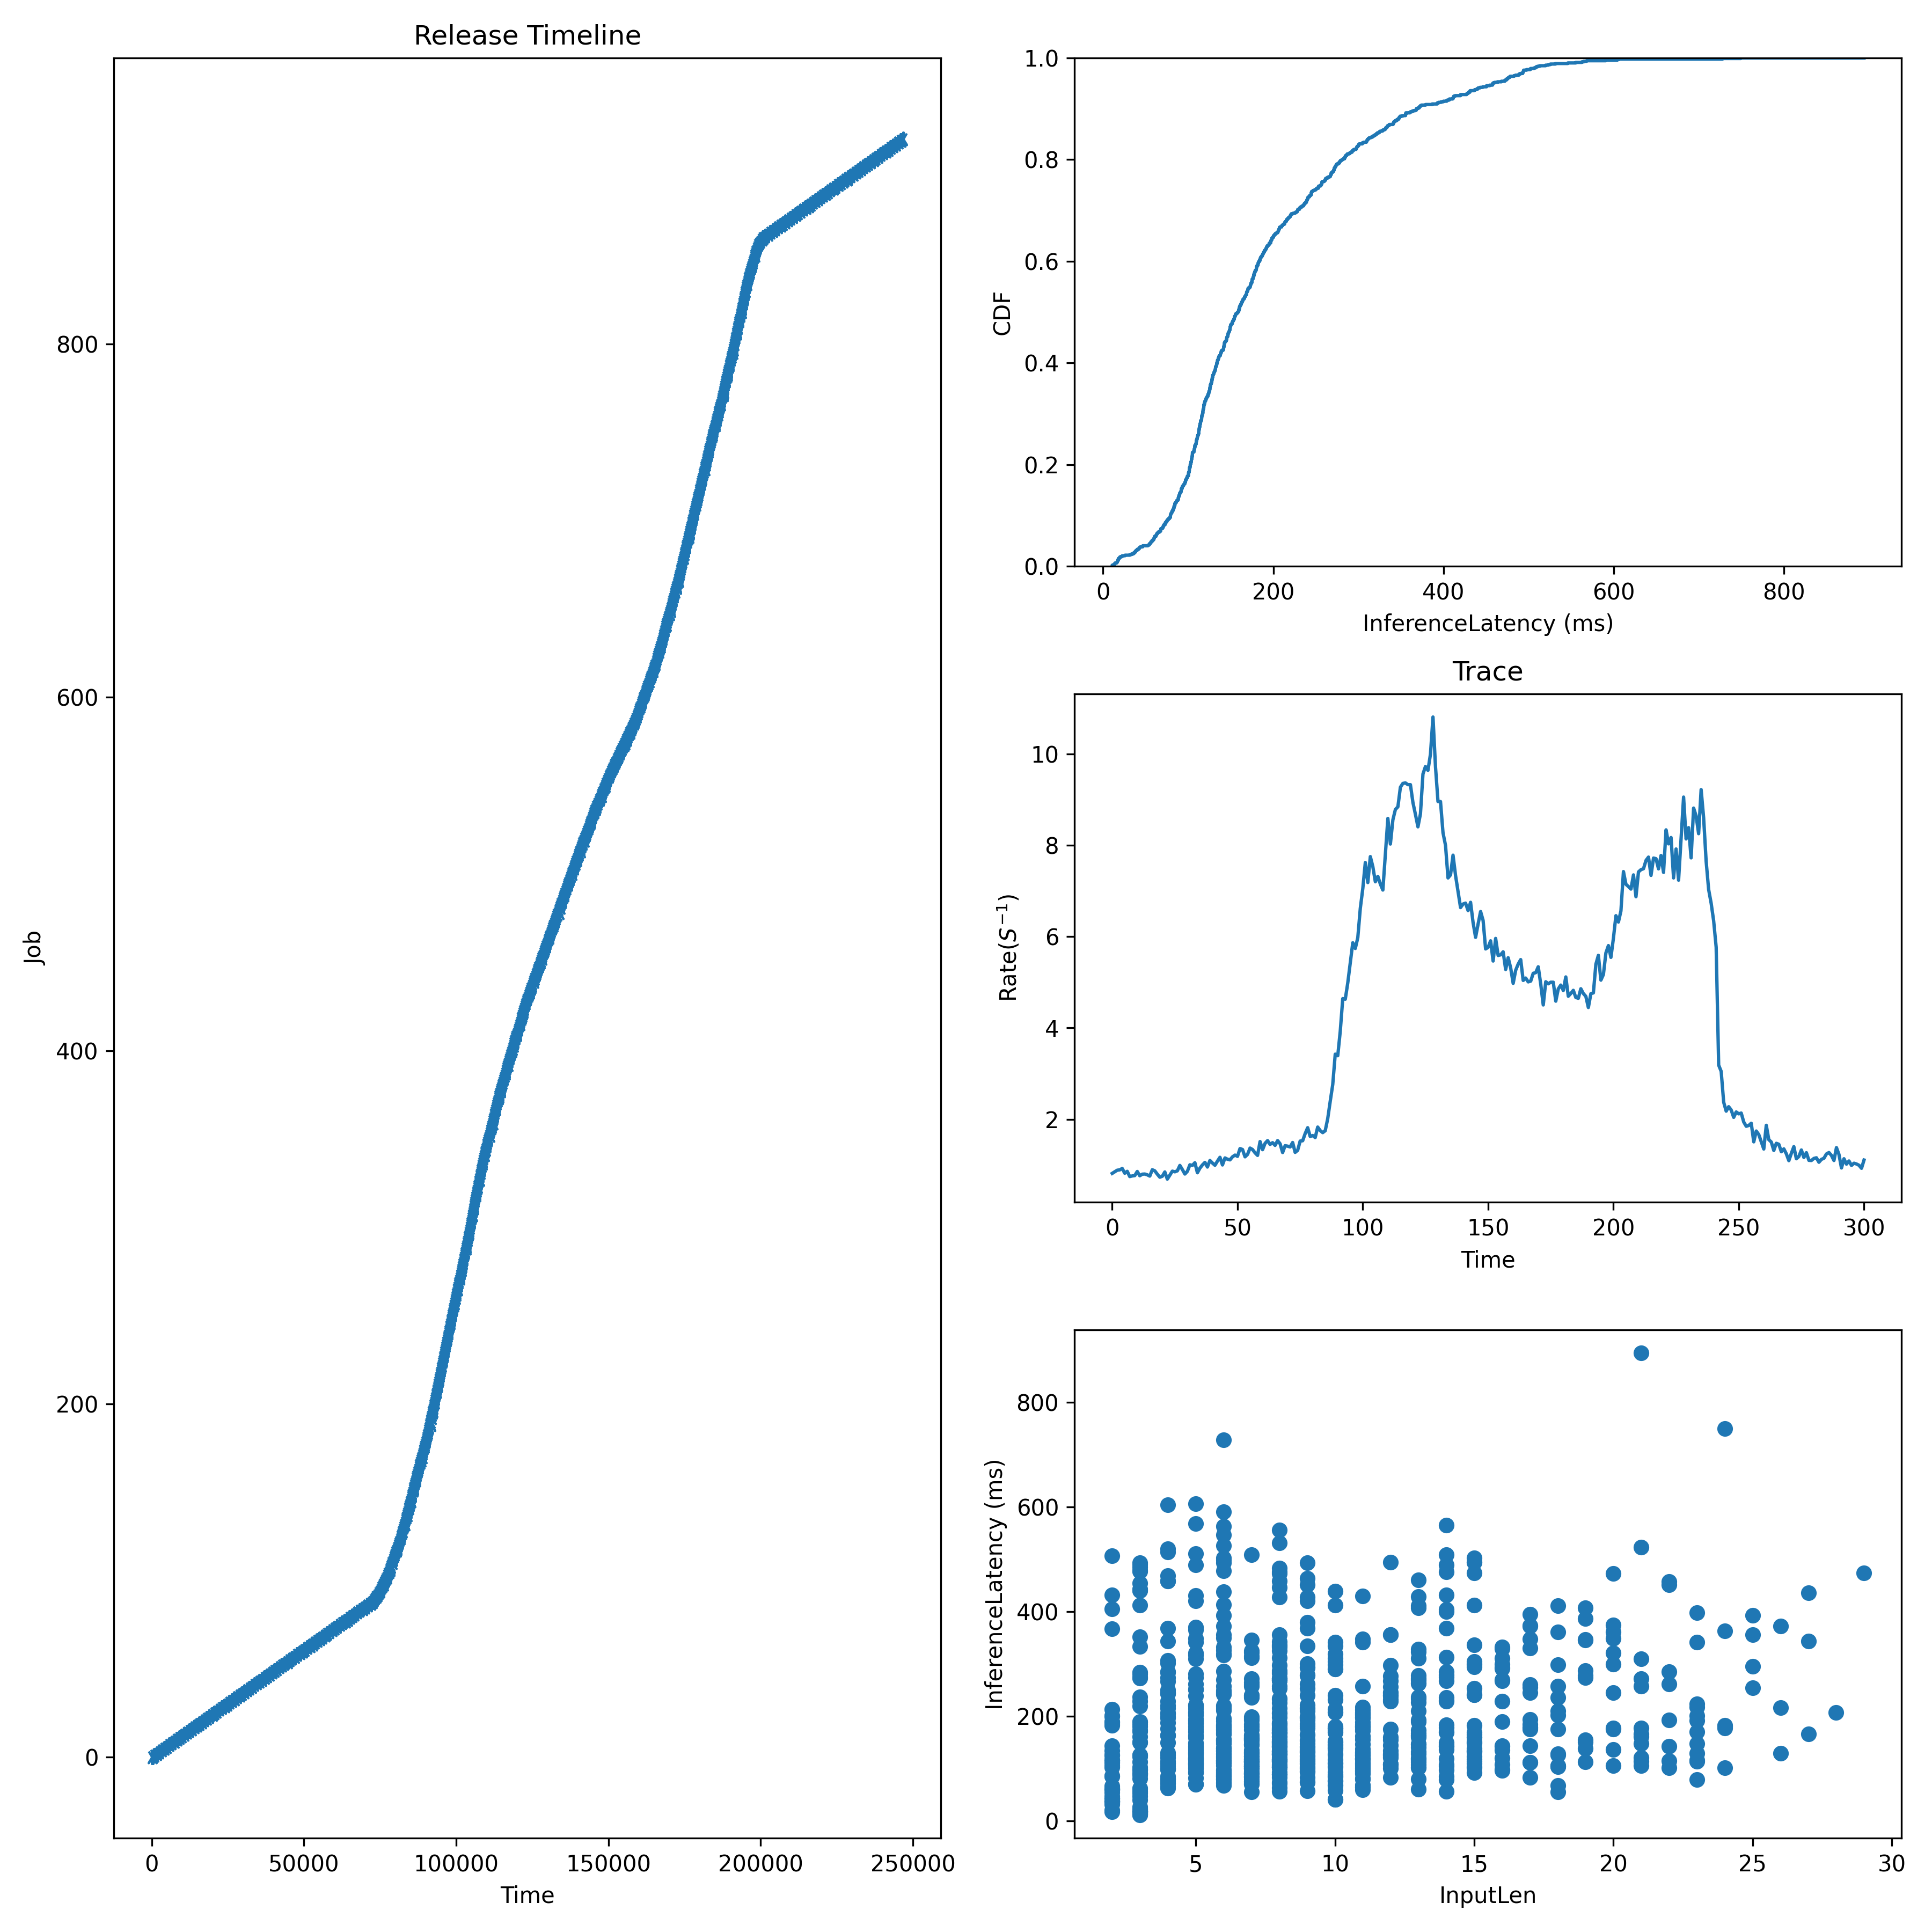 Release Timeline
800
600
400
200
0
Job
0 50000 100000 150000 200000 250000
Time
1.0
0.8
0.6
0.4
0.2
0.0
CDF
0 200 400 600 800
InferenceLatency (ms)
Trace
10
8
6
4
2
Rate(S⁻¹)
0 50 100 150 200 250 300
Time
800
600
400
200
0
InferenceLatency (ms)
5 10 15 20 25 30
InputLen